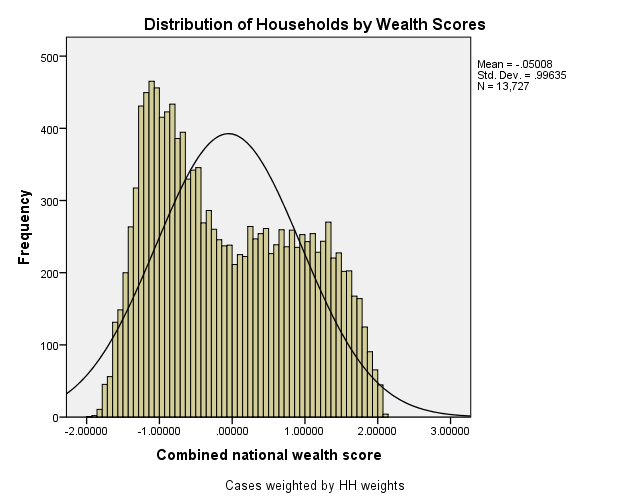 Distribution of Households by Wealth Scores
500
400
300
200
100
0
Frequency
-2.00000 -1.00000 .00000 1.00000 2.00000 3.00000
Combined national wealth score
Cases weighted by HH weights
Mean = -.05008
Std. Dev. = .99635
N = 13,727